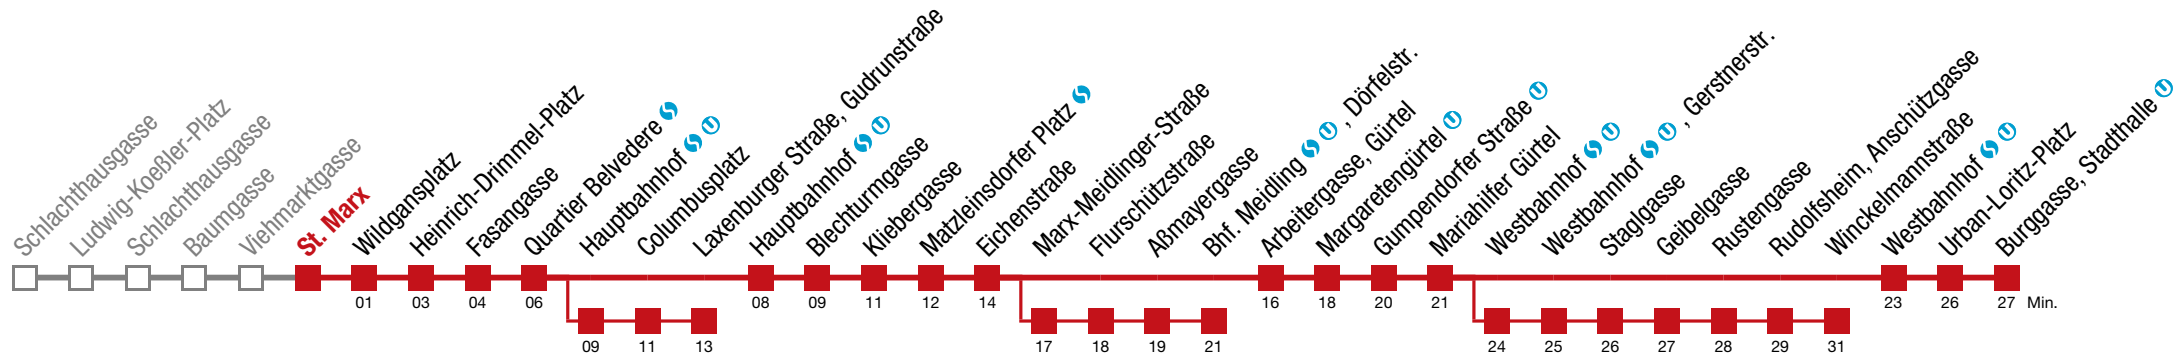 Schlachthausgasse
Ludwig-Koeßler-Platz
Schlachthausgasse
Baumgasse
Viehmarktgasse
St. Marx
Wildgansplatz
Heinrich-Drimmel-Platz
Fasangasse
Quartier Belvedere S
Hauptbahnhof S U
Columbusplatz
Laxenburger Straße, Gudrunstraße
Hauptbahnhof S U
Blechturmgasse
Kliebergasse
Matzleinsdorfer Platz S
Eichenstraße
Marx-Meidlinger-Straße
Flurschützstraße
Aßmayergasse
Bhf. Meidling S U , Dörfelstr.
Arbeitergasse, Gürtel
Margaretengürtel U
Gumpendorfer Straße U
Mariahilfer Gürtel
Westbahnhof S U
Westbahnhof S U , Gerstnerstr.
Staglgasse
Geibelgasse
Rustengasse
Rudolfsheim, Anschützgasse
Winckelmannstraße
Westbahnhof S U
Urban-Loritz-Platz
Burggasse, Stadthalle U
01 03 04 06 08 09 11 12 14 16 18 20 21 23 26 27 Min.
09 11 13 17 18 19 21 24 25 26 27 28 29 31